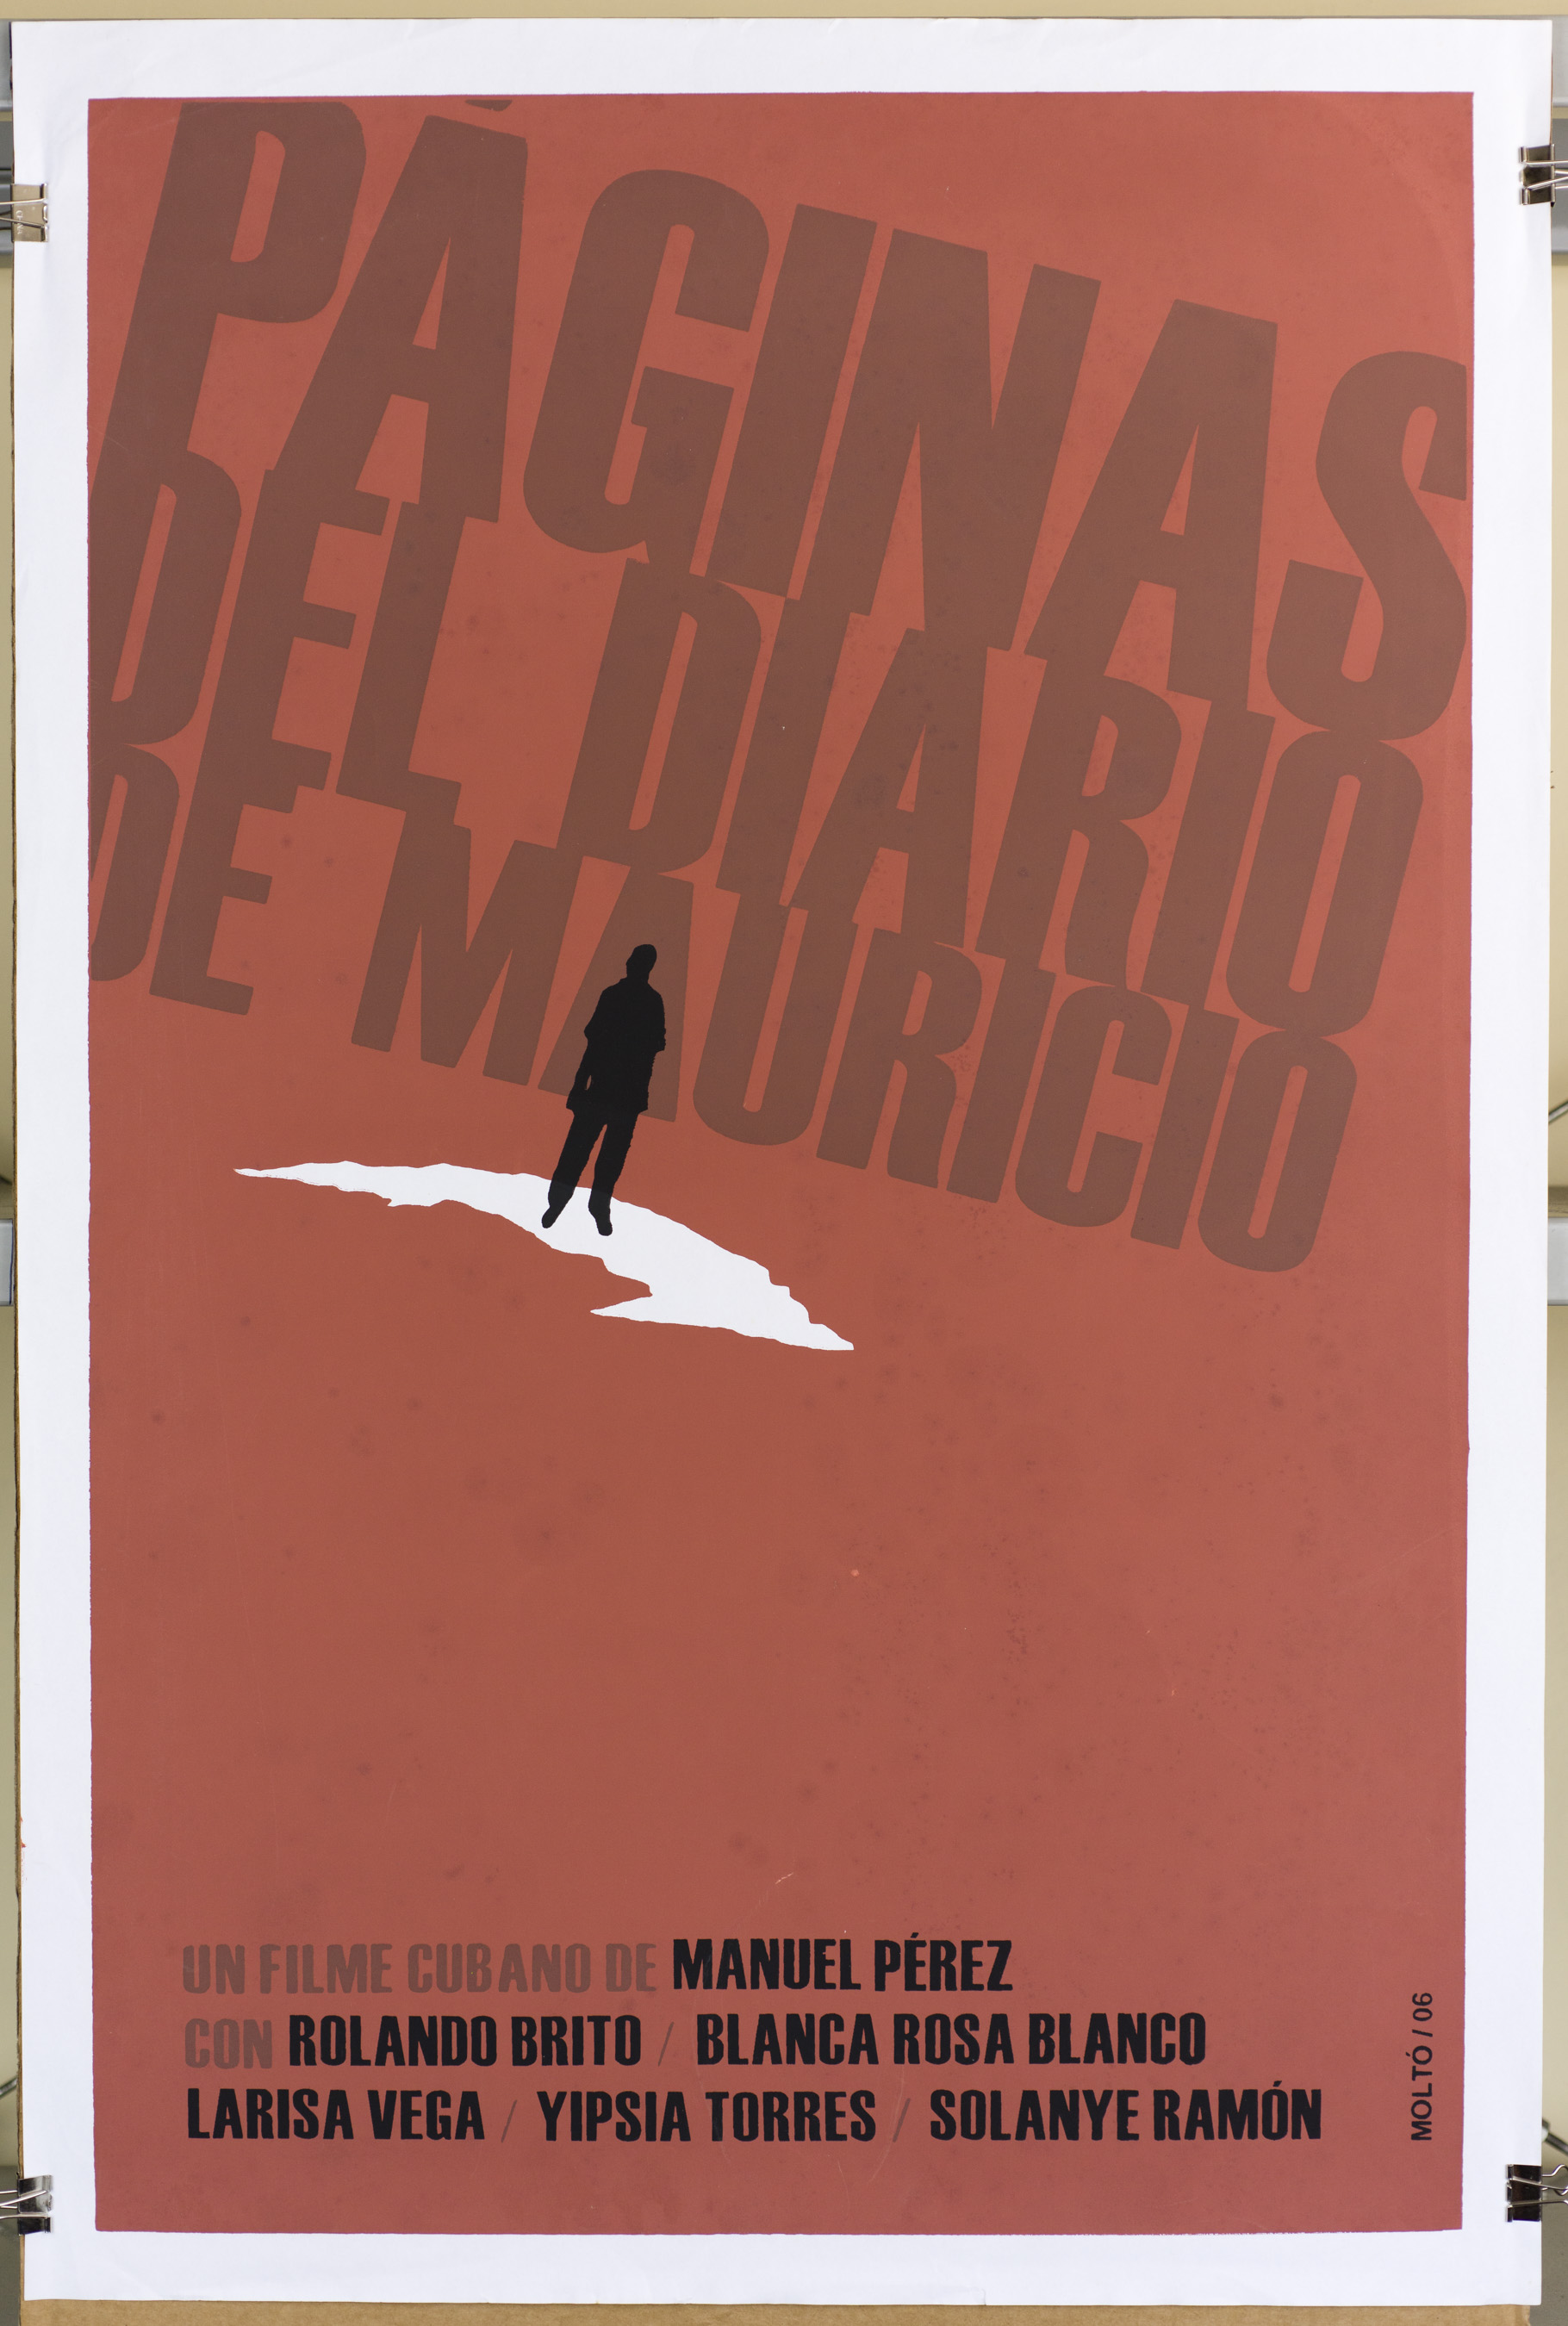 PÁGINAS
DEL DIARIO
DE MAURICIO
UN FILME CUBANO DE MANUEL PÉREZ
CON ROLANDO BRITO / BLANCA ROSA BLANCO
LARISA VEGA / YIPSIA TORRES / SOLANYE RAMÓN
MOLTÓ / 06